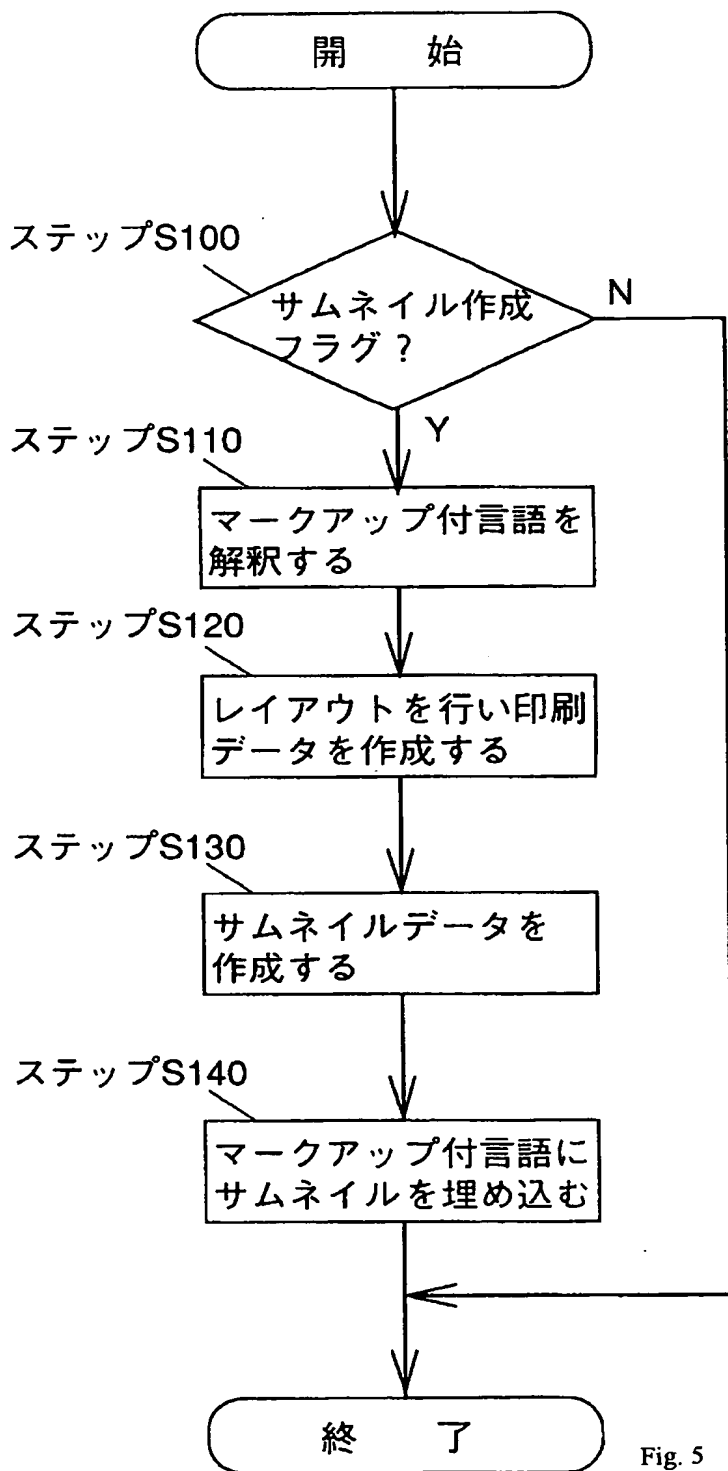 開 始
ステップS100
サムネイル作成
フラグ?
N
Y
ステップS110
マークアップ付言語を
解釈する
ステップS120
レイアウトを行い印刷
データを作成する
ステップS130
サムネイルデータを
作成する
ステップS140
マークアップ付言語に
サムネイルを埋め込む
終 了
Fig. 5